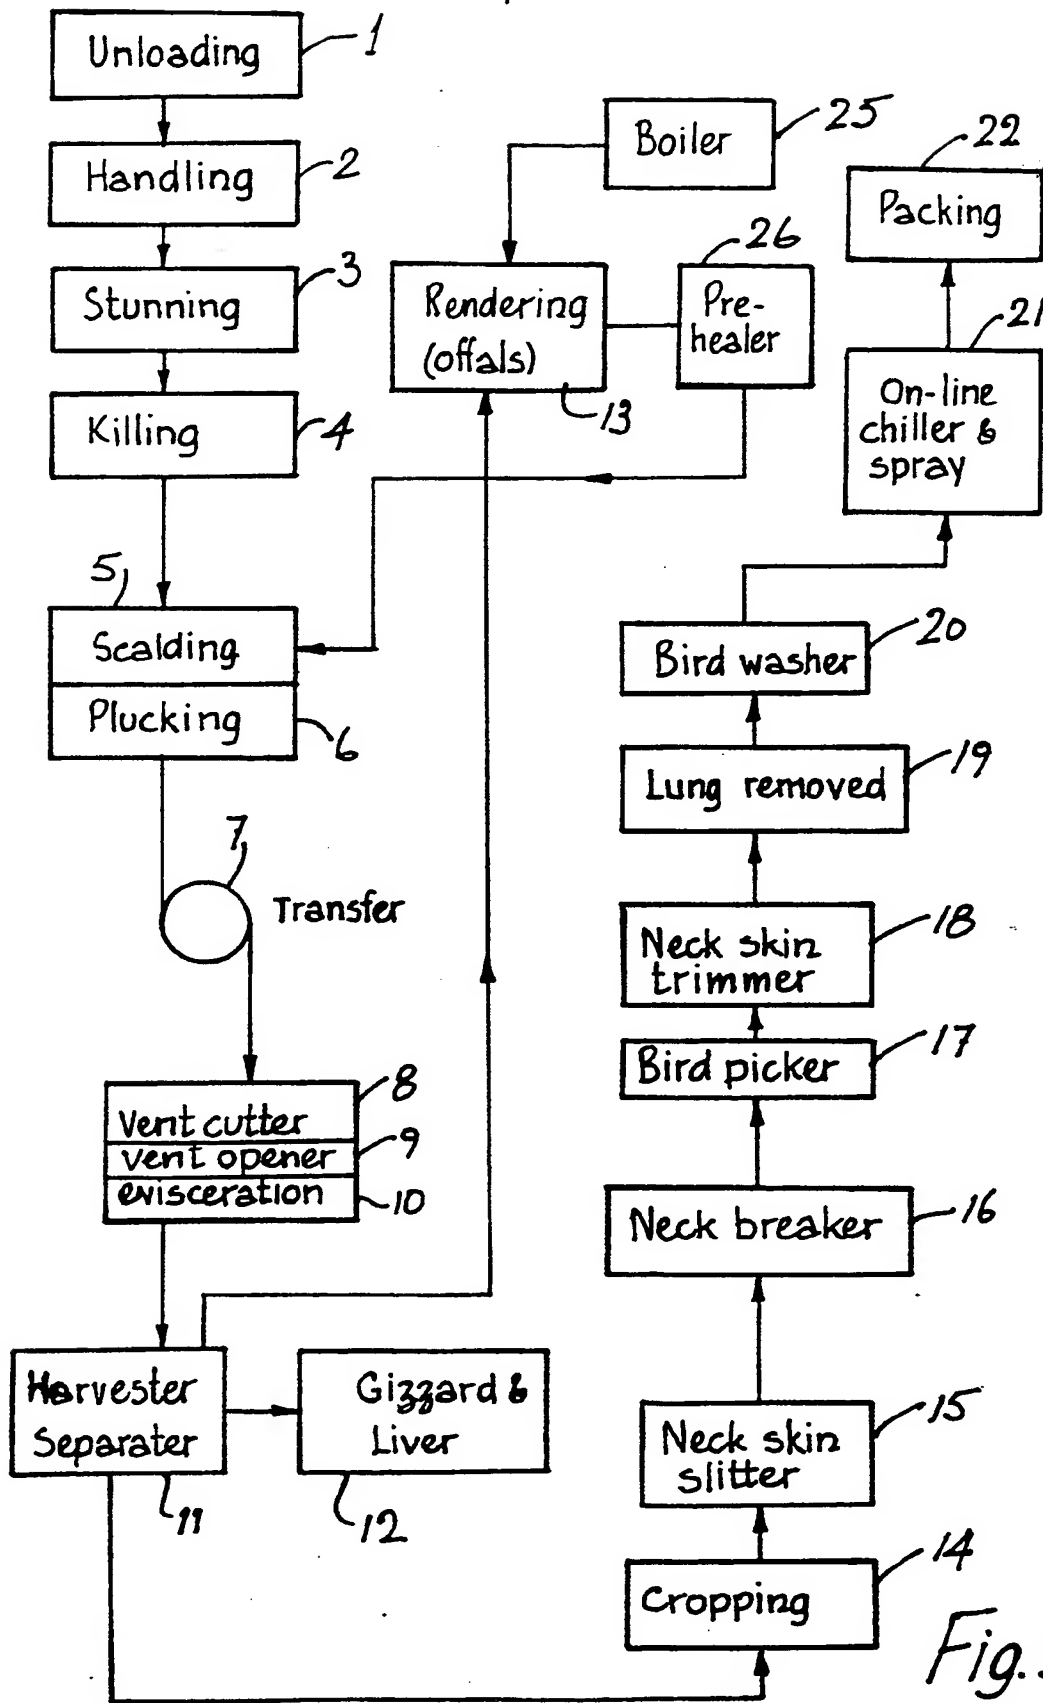 Unloading
1
Handling
2
Stunning
3
Killing
4
5
Scalding
Plucking
6
7
Transfer
Vent cutter
8
vent opener
9
evisceration
10
Harvester
Separater
11
Gizzard &
Liver
12
Boiler
25
Rendering
(offals)
13
26
Pre-
healer
22
Packing
21
On-line
chiller &
spray
20
Bird washer
19
Lung removed
18
Neck skin
trimmer
17
Bird picker
16
Neck breaker
15
Neck skin
slitter
14
Cropping
Fig.